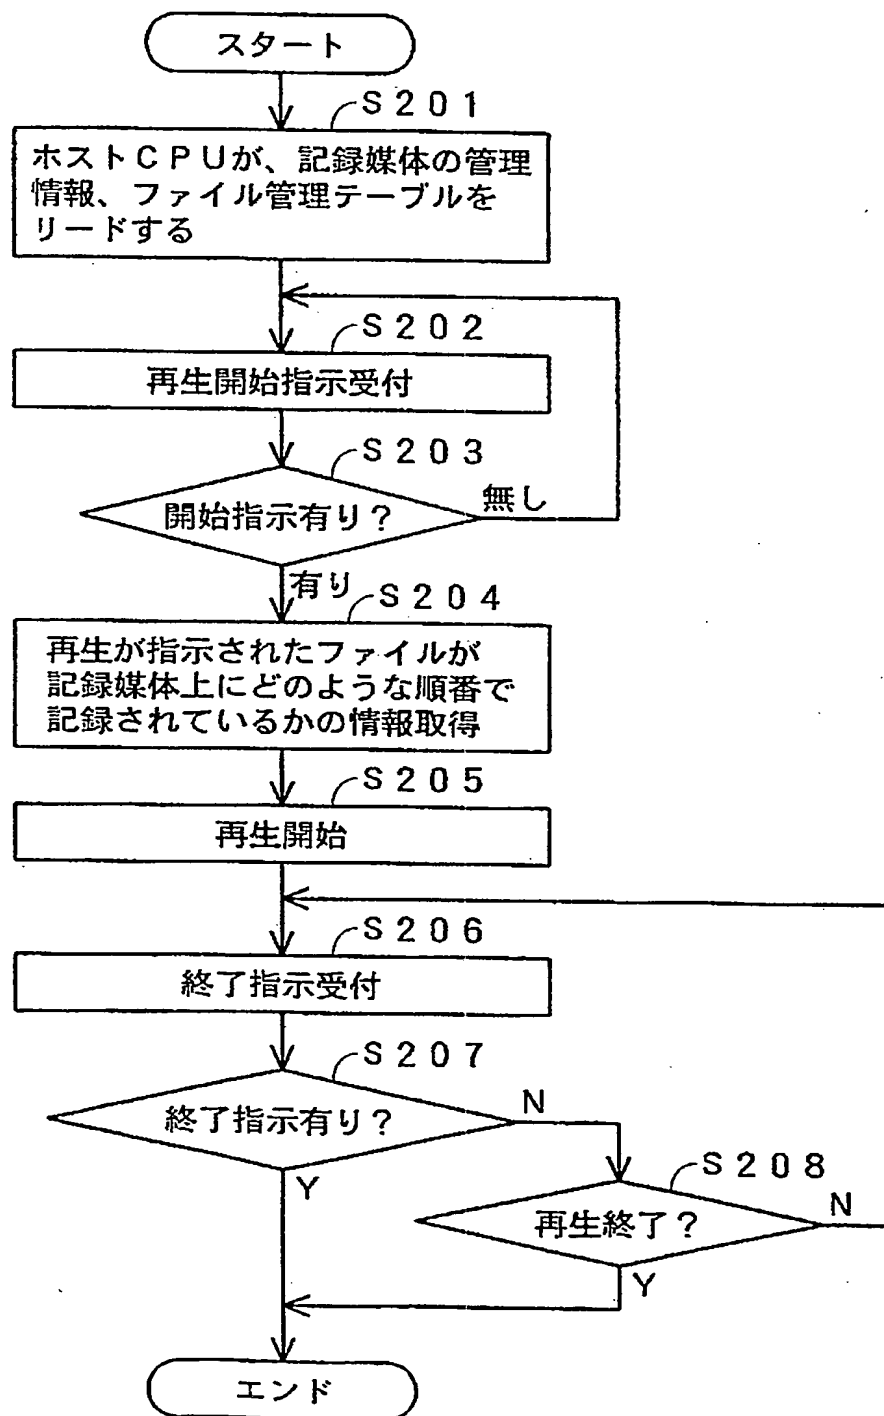 スタート
S201
ホストCPUが、記録媒体の管理
情報、ファイル管理テーブルを
リードする
S202
再生開始指示受付
S203
開始指示有り?
無し
有り
S204
再生が指示されたファイルが
記録媒体上にどのような順番で
記録されているかの情報取得
S205
再生開始
S206
終了指示受付
S207
終了指示有り?
N
Y
S208
再生終了?
N
Y
エンド